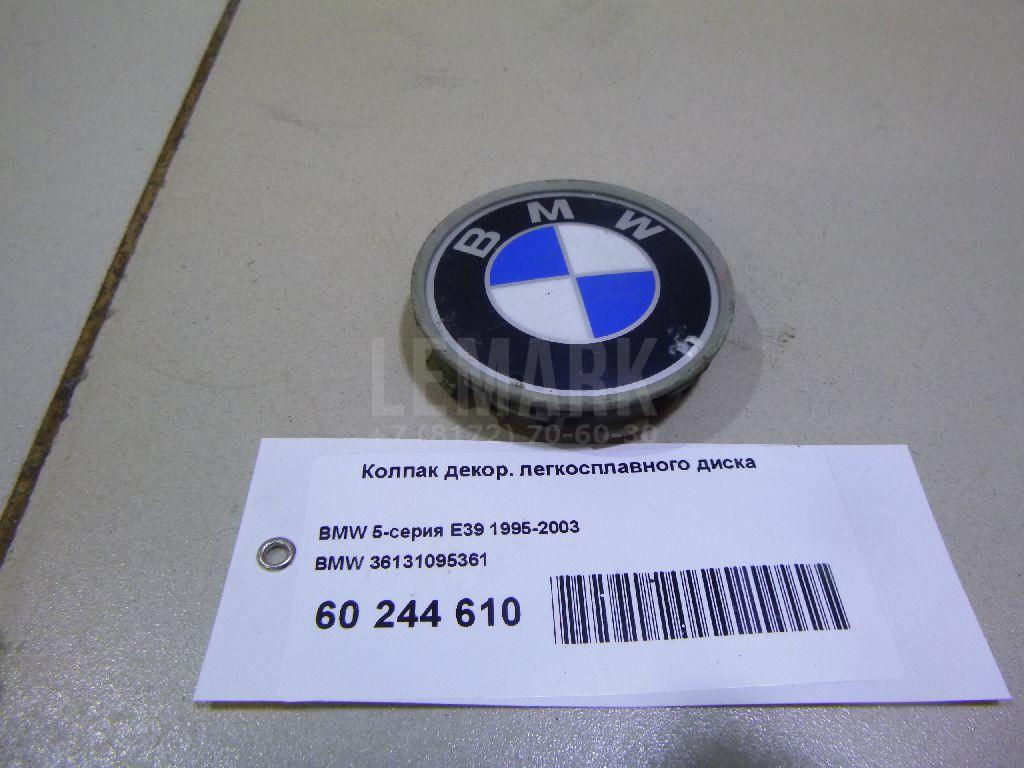 BMW
LEMARK
+7 (8172) 70-60-30
Колпак декор. легкосплавного диска
BMW 5-серия E39 1995-2003
BMW 36131095361
60 244 610